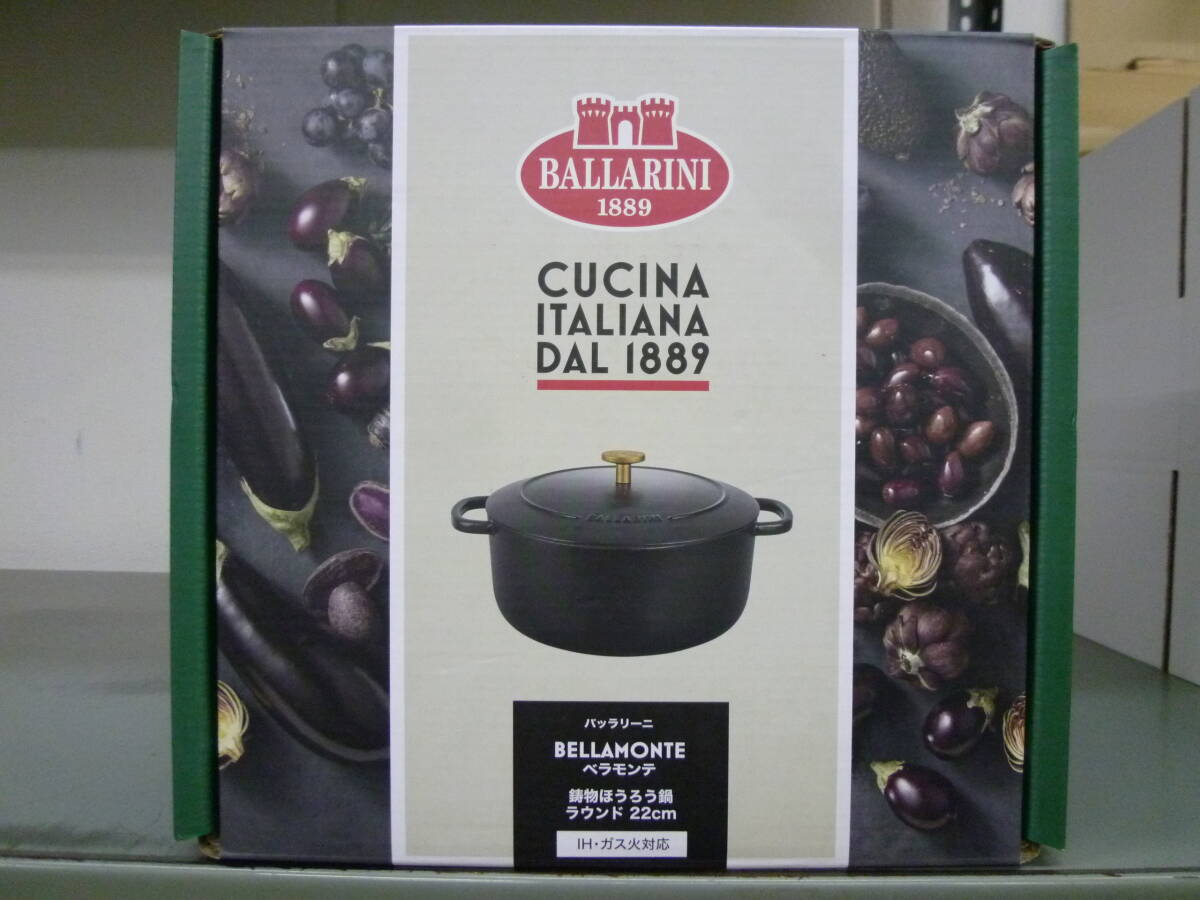 BALLARINI
1889
CUCINA
ITALIANA
DAL 1889
BALLARINI
バッラリーニ
BELLAMONTE
ベラモンテ
鋳物ほうろう鍋
ラウンド 22cm
IH・ガス火対応